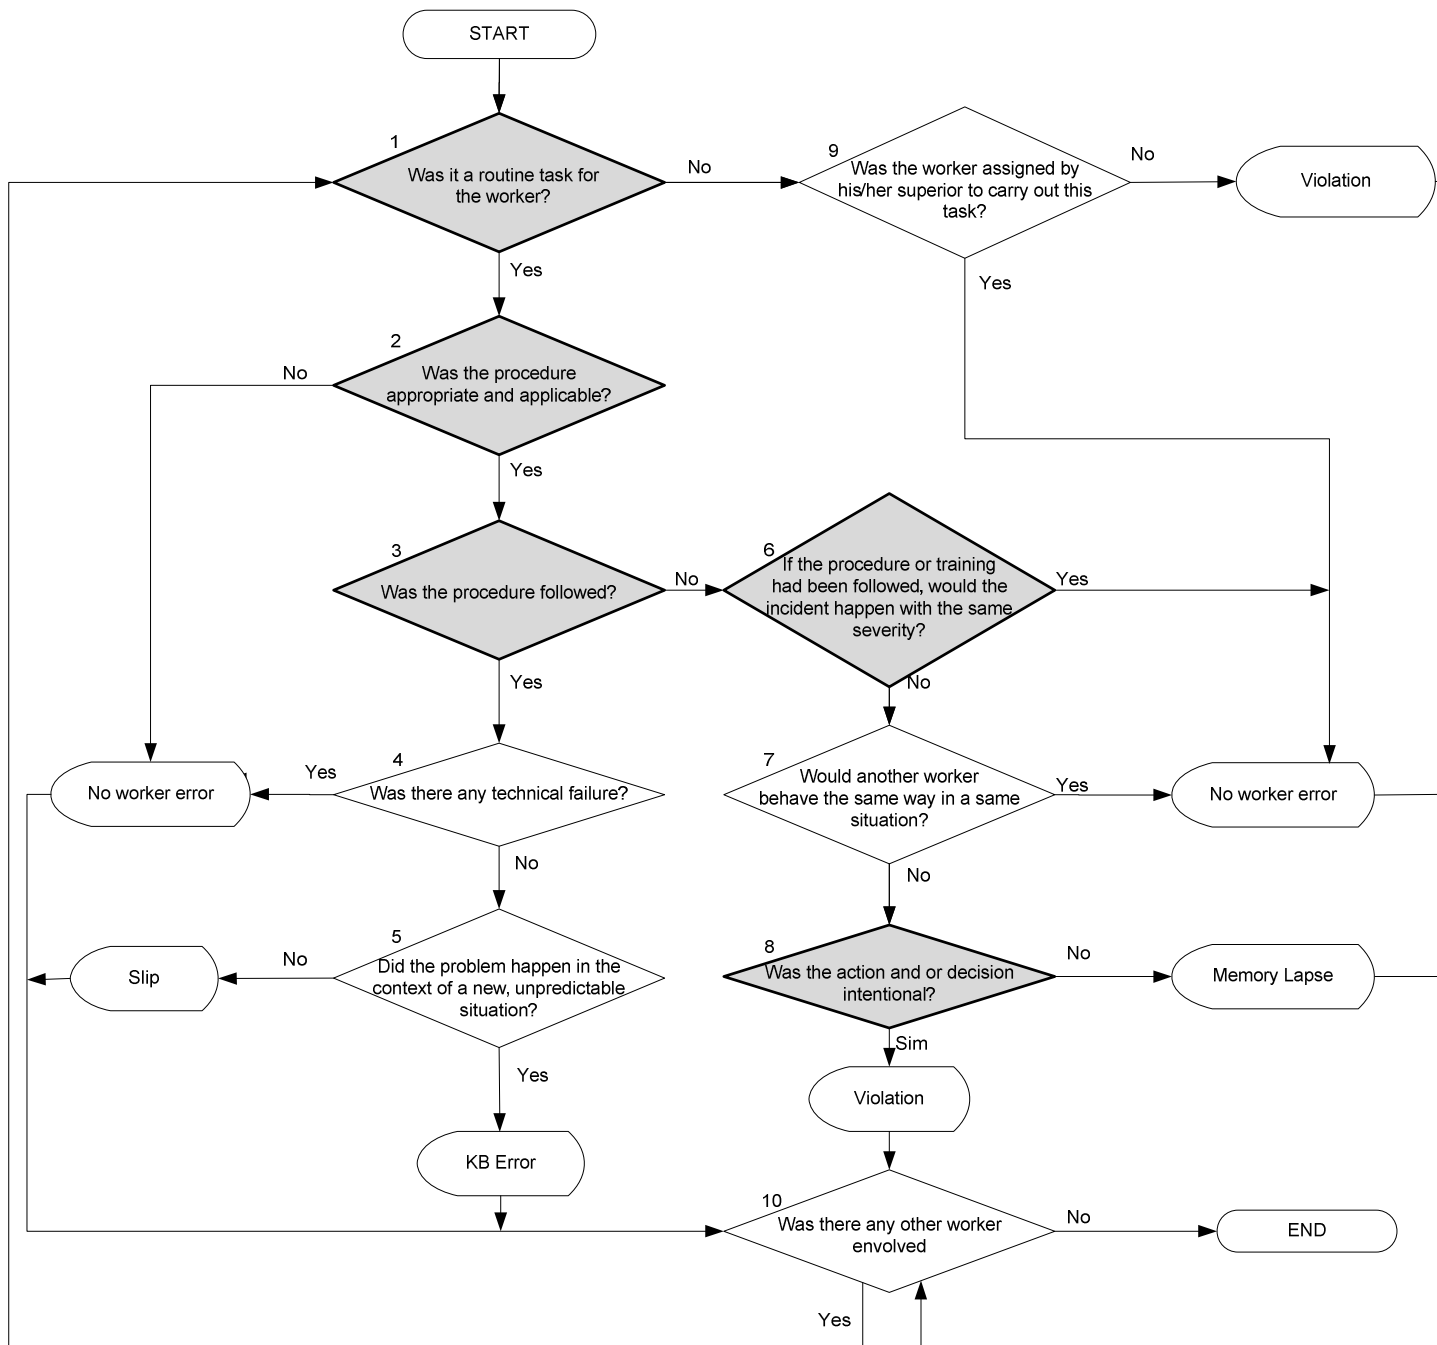 START
1
Was it a routine task for
the worker?
No
9
Was the worker assigned by
his/her superior to carry out this
task?
No
Violation
Yes
Yes
2
Was the procedure
appropriate and applicable?
No
Yes
3
Was the procedure followed?
No
6
If the procedure or training
had been followed, would the
incident happen with the same
severity?
Yes
Yes
No
4
Was there any technical failure?
Yes
No worker error
7
Would another worker
behave the same way in a same
situation?
Yes
No worker error
No
No
5
Did the problem happen in the
context of a new, unpredictable
situation?
No
Slip
8
Was the action and or decision
intentional?
No
Memory Lapse
Yes
Sim
Violation
KB Error
10
Was there any other worker
envolved
No
END
Yes